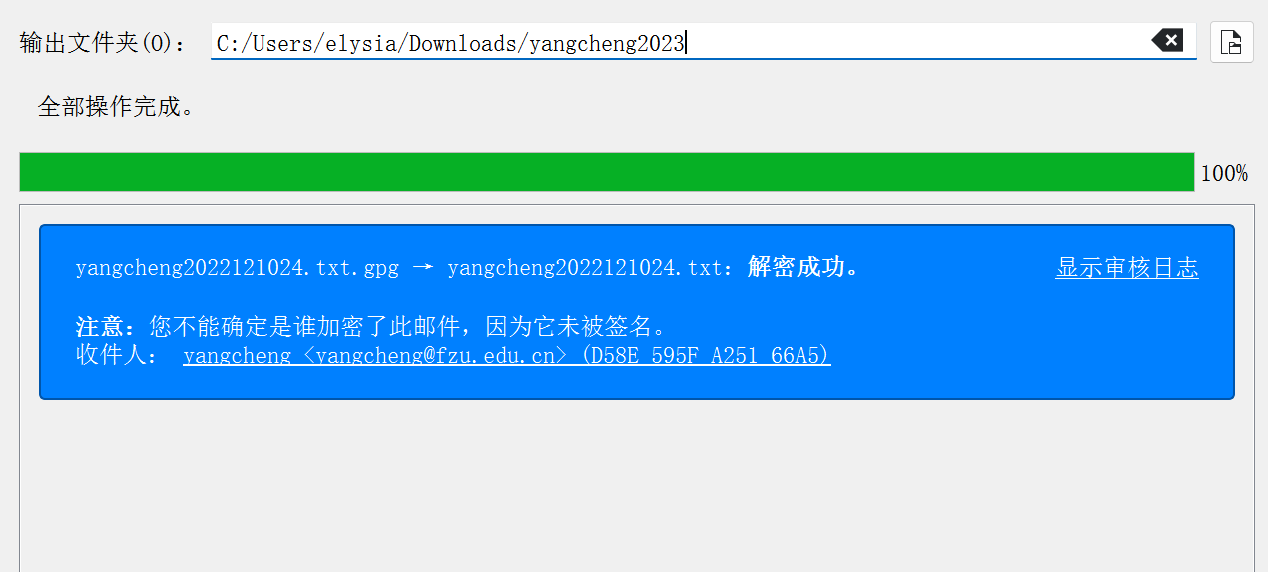 输出文件夹(O)： C:/Users/elysia/Downloads/yangcheng2023
全部操作完成。
100%
yangcheng2022121024.txt.gpg → yangcheng2022121024.txt：解密成功。 显示审核日志
注意：您不能确定是谁加密了此邮件，因为它未被签名。
收件人： yangcheng <yangcheng@fzu.edu.cn> (D58E 595F A251 66A5)